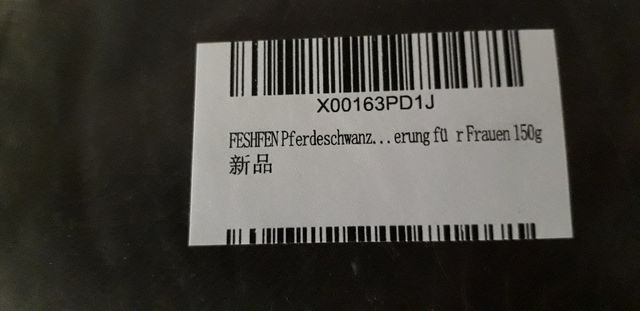 X00163PD1J
FESHFEN Pferdeschwanz...erung fü r Frauen 150g
新品